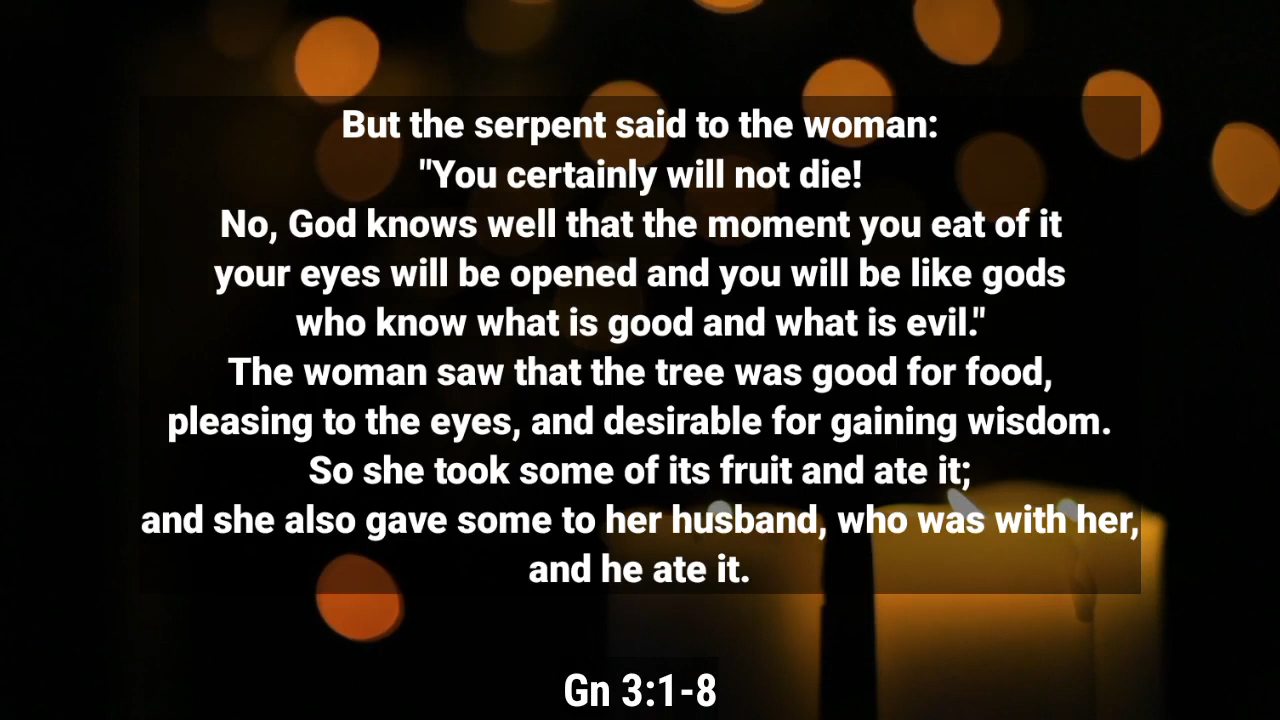 But the serpent said to the woman:
"You certainly will not die!
No, God knows well that the moment you eat of it
your eyes will be opened and you will be like gods
who know what is good and what is evil."
The woman saw that the tree was good for food,
pleasing to the eyes, and desirable for gaining wisdom.
So she took some of its fruit and ate it;
and she also gave some to her husband, who was with her,
and he ate it.
Gn 3:1-8